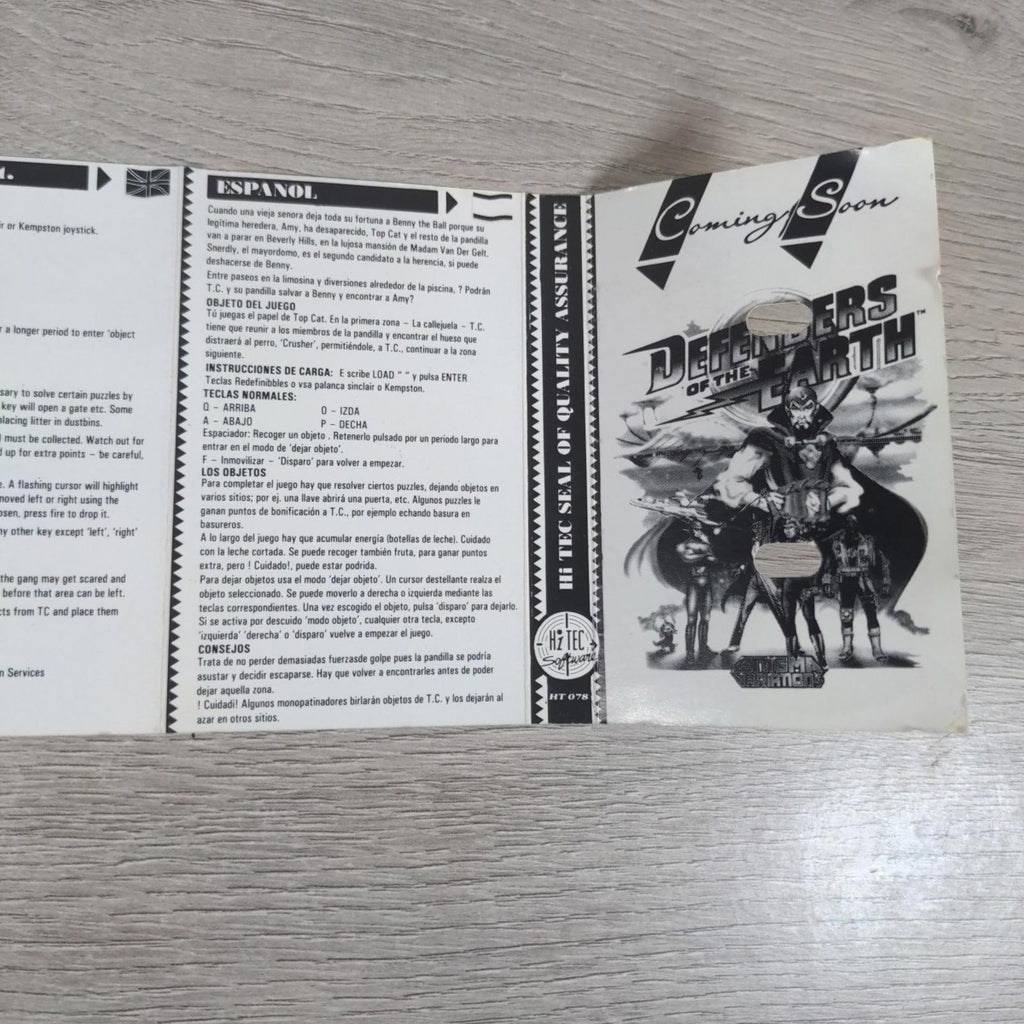 r or Kempston joystick.
r a longer period to enter 'object
sary to solve certain puzzles by
key will open a gate etc. Some
placing litter in dustbins.
must be collected. Watch out for
d up for extra points – be careful,
e. A flashing cursor will highlight
moved left or right using the
osen, press fire to drop it.
ny other key except 'left', 'right'
the gang may get scared and
before that area can be left.
cts from TC and place them
n Services
ESPANOL
Cuando una vieja senora deja toda su fortuna a Benny the Ball porque su
legítima heredera, Amy, ha desaparecido, Top Cat y el resto de la pandilla
van a parar en Beverly Hills, en la lujosa mansión de Madam Van Der Gelt.
Snerdly, el mayordomo, es el segundo candidato a la herencia, si puede
deshacerse de Benny.
Entre paseos en la limosina y diversiones alrededor de la piscina, ? Podrán
T.C. y su pandilla salvar a Benny y encontrar a Amy?
OBJETO DEL JUEGO
Tú juegas el papel de Top Cat. En la primera zona – La callejuela – T.C.
tiene que reunir a los miembros de la pandilla y encontrar el hueso que
distraerá al perro, 'Crusher', permitiéndole, a T.C., continuar a la zona
siguiente.
INSTRUCCIONES DE CARGA: E scribe LOAD " " y pulsa ENTER
Teclas Redefinibbles o vsa palanca sinclair o Kempston.
TECLAS NORMALES:
Q – ARRIBA O – IZDA
A – ABAJO P – DECHA
Espaciador: Recoger un objeto . Retenerlo pulsado por un periodo largo para
entrar en el modo de 'dejar objeto'.
F – Inmovilizar – 'Disparo' para volver a empezar.
LOS OBJETOS
Para completar el juego hay que resolver ciertos puzzles, dejando objetos en
varios sitios; por ej. una llave abrirá una puerta, etc. Algunos puzzles le
ganan puntos de bonificación a T.C., por ejemplo echando basura en
basureros.
A lo largo del juego hay que acumular energía (botellas de leche). Cuidado
con la leche cortada. Se puede recoger también fruta, para ganar puntos
extra, pero ! Cuidado!, puede estar podrida.
Para dejar objetos usa el modo 'dejar objeto'. Un cursor destellante realza el
objeto seleccionado. Se puede moverlo a derecha o izquierda mediante las
teclas correspondientes. Una vez escogido el objeto, pulsa 'disparo' para dejarlo.
Si se activa por descuido 'modo objeto', cualquier otra tecla, excepto
'izquierda' 'derecha' o 'disparo' vuelve a empezar el juego.
CONSEJOS
Trata de no perder demasiadas fuerzasde golpe pues la pandilla se podría
asustar y decidir escaparse. Hay que volver a encontrarles antes de poder
dejar aquella zona.
! Cuidadi! Algunos monopatinadores birlarán objetos de T.C. y los dejarán al
azar en otros sitios.
Hi TEC SEAL OF QUALITY ASSURANCE
Hi TEC
Software
HT 078
Coming Soon
DEFENDERS
OF THE EARTH™
ENIGMA
VARIATIONS